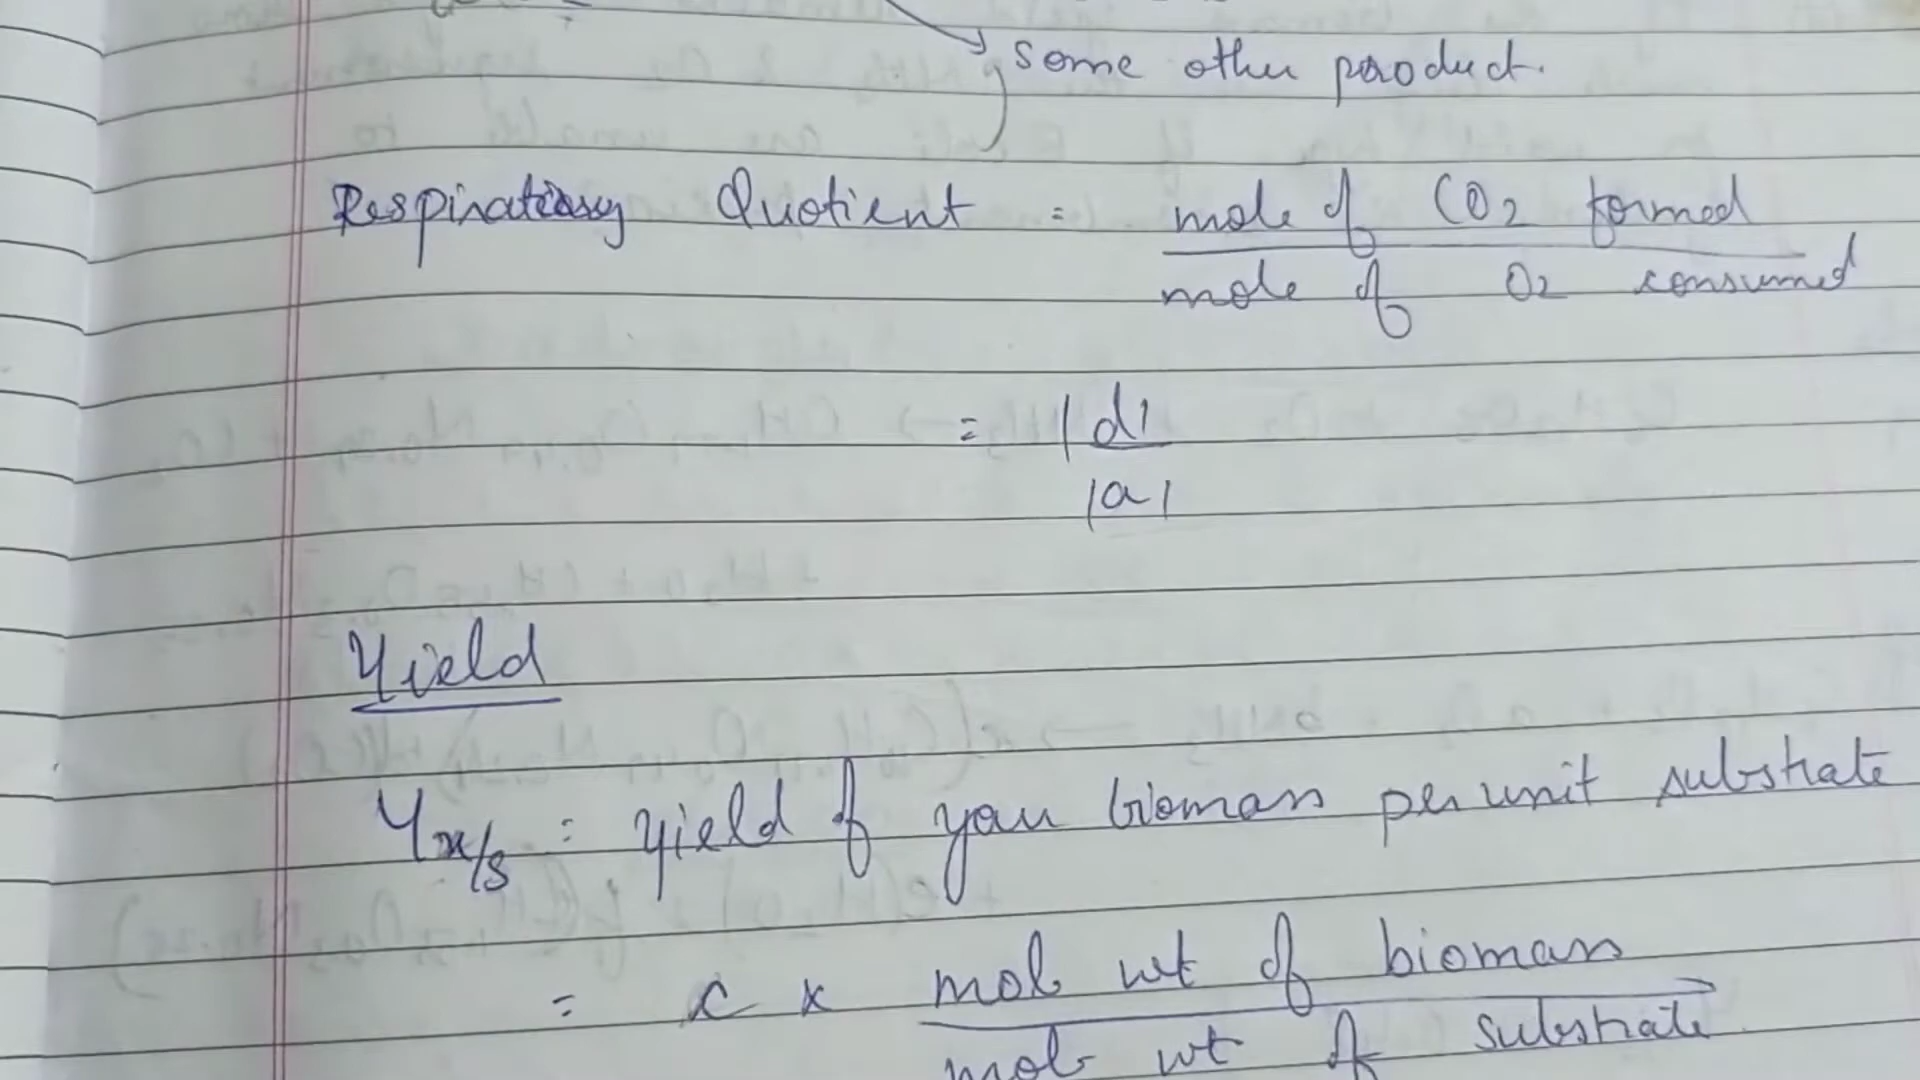 some other product.
Respiratory Quotient = mole of CO2 formed
mole of O2 consumed
= |d|
|a|
Yield
Yx/s = yield of your biomass per unit substrate
= c x mol wt of biomass
mol wt of substrate